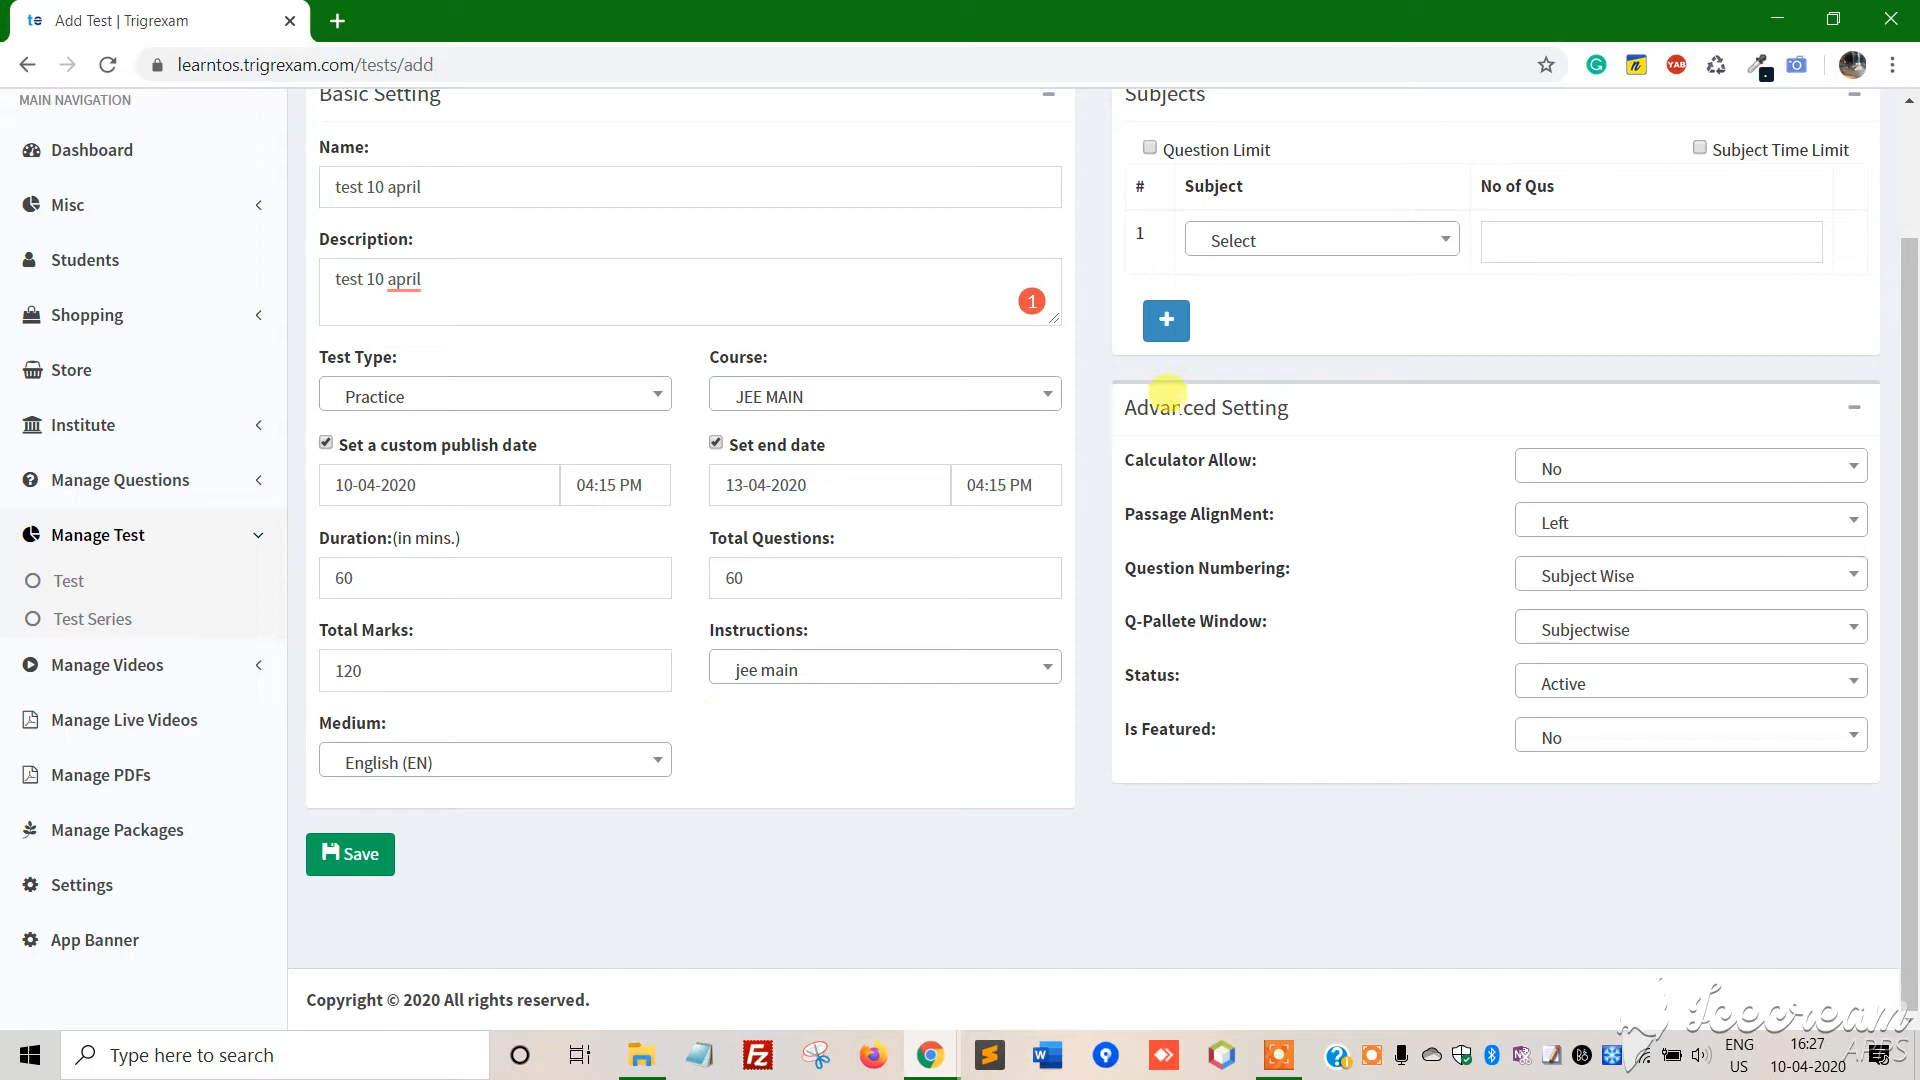 te Add Test | Trigrexam
learntos.trigrexam.com/tests/add
YAB
MAIN NAVIGATION
Dashboard
Misc
Students
Shopping
Store
Institute
Manage Questions
Manage Test
Test
Test Series
Manage Videos
Manage Live Videos
Manage PDFs
Manage Packages
Settings
App Banner
Basic Setting
Name:
test 10 april
Description:
test 10 april
1
Test Type: Course:
Practice JEE MAIN
Set a custom publish date Set end date
10-04-2020 04:15 PM 13-04-2020 04:15 PM
Duration:(in mins.) Total Questions:
60 60
Total Marks: Instructions:
120 jee main
Medium:
English (EN)
Save
Subjects
Question Limit Subject Time Limit
# Subject No of Qus
1 Select
+
Advanced Setting
Calculator Allow: No
Passage AlignMent: Left
Question Numbering: Subject Wise
Q-Pallete Window: Subjectwise
Status: Active
Is Featured: No
Copyright © 2020 All rights reserved.
Icecream
APPS
Type here to search
ENG
US
16:27
10-04-2020